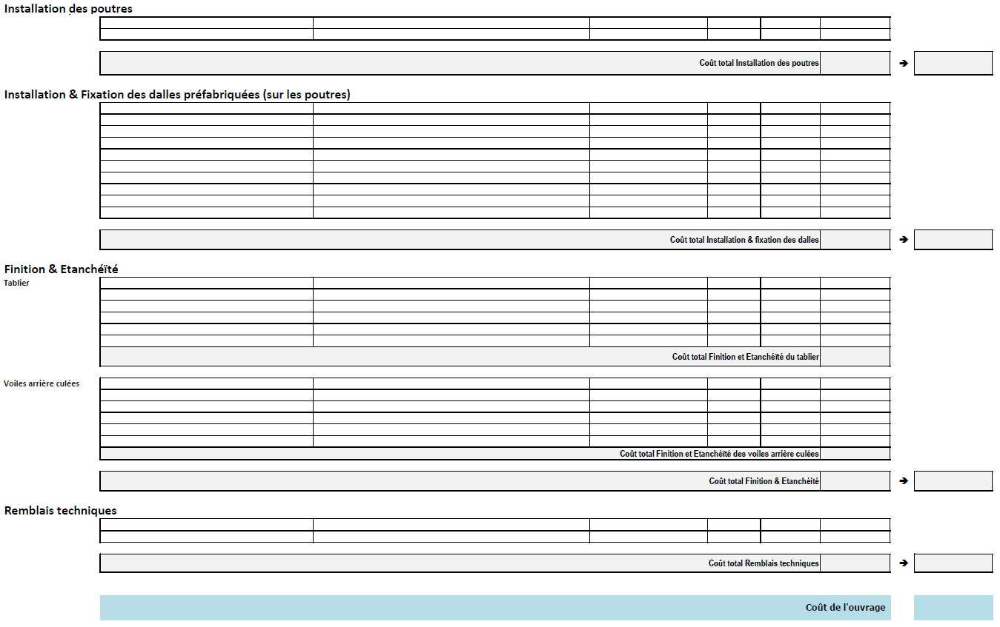 Installation des poutres
Coût total Installation des poutres ➔
Installation & Fixation des dalles préfabriquées (sur les poutres)
Coût total Installation & fixation des dalles ➔
Finition & Etanchéïté
Tablier
Coût total Finition et Etanchéïté du tablier
Voiles arrière culées
Coût total Finition et Etanchéïté des voiles arrière culées
Coût total Finition & Etanchéité ➔
Remblais techniques
Coût total Remblais techniques ➔
Coût de l'ouvrage